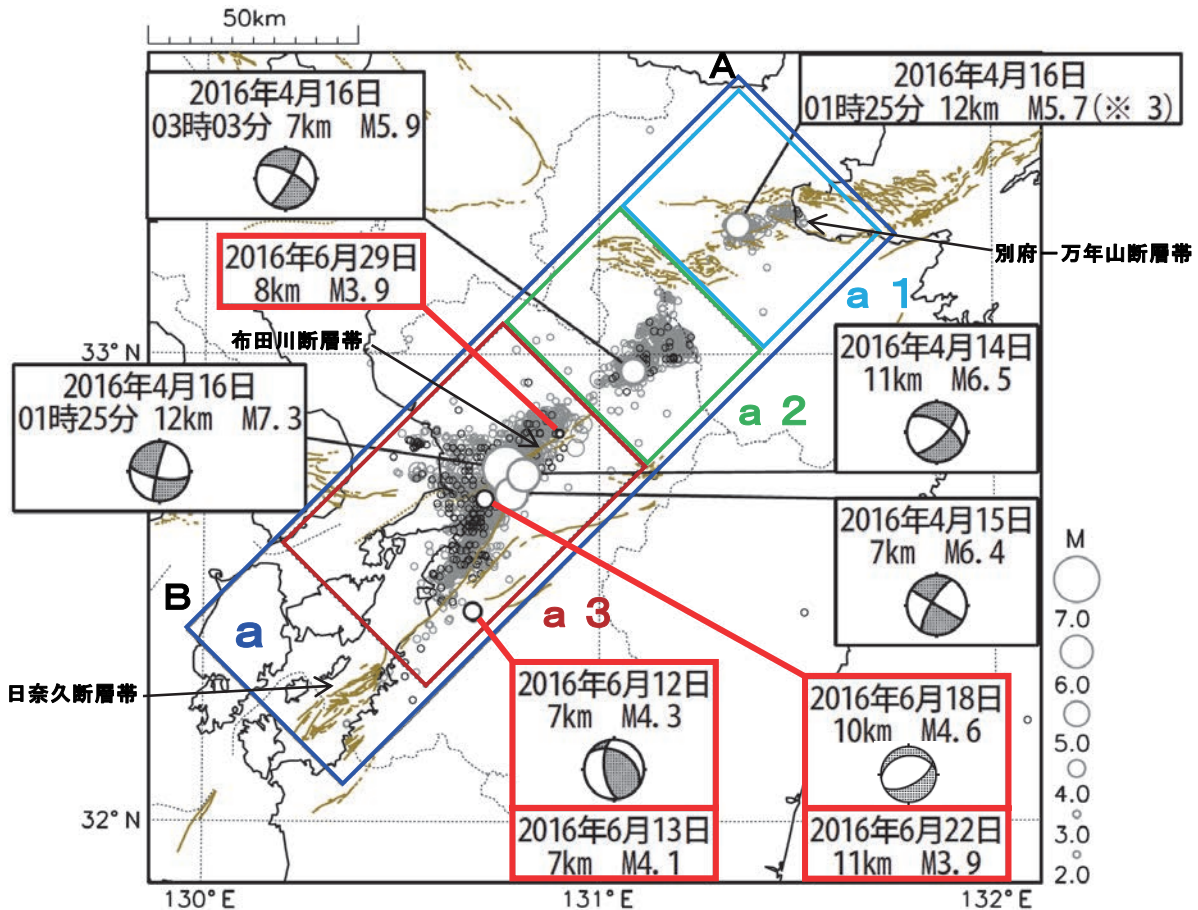 50km
2016年4月16日
03時03分 7km M5.9
2016年4月16日
01時25分 12km M5.7(※ 3)
A
別府－万年山断層帯
2016年6月29日
8km M3.9
a 1
布田川断層帯
33°N
2016年4月14日
11km M6.5
2016年4月16日
01時25分 12km M7.3
a 2
2016年4月15日
7km M6.4
B
a
a 3
日奈久断層帯
2016年6月12日
7km M4.3
2016年6月13日
7km M4.1
2016年6月18日
10km M4.6
2016年6月22日
11km M3.9
M
7.0
6.0
5.0
4.0
3.0
2.0
32°N
130°E
131°E
132°E